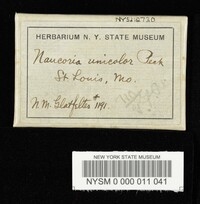 HERBARIUM N. Y. STATE MUSEUM
Naucoria unicolor Peck
St Louis, Mo.
N. M. Glatfelter #
NEW YORK STATE MUSEUM
NYSM 0 000 011 041